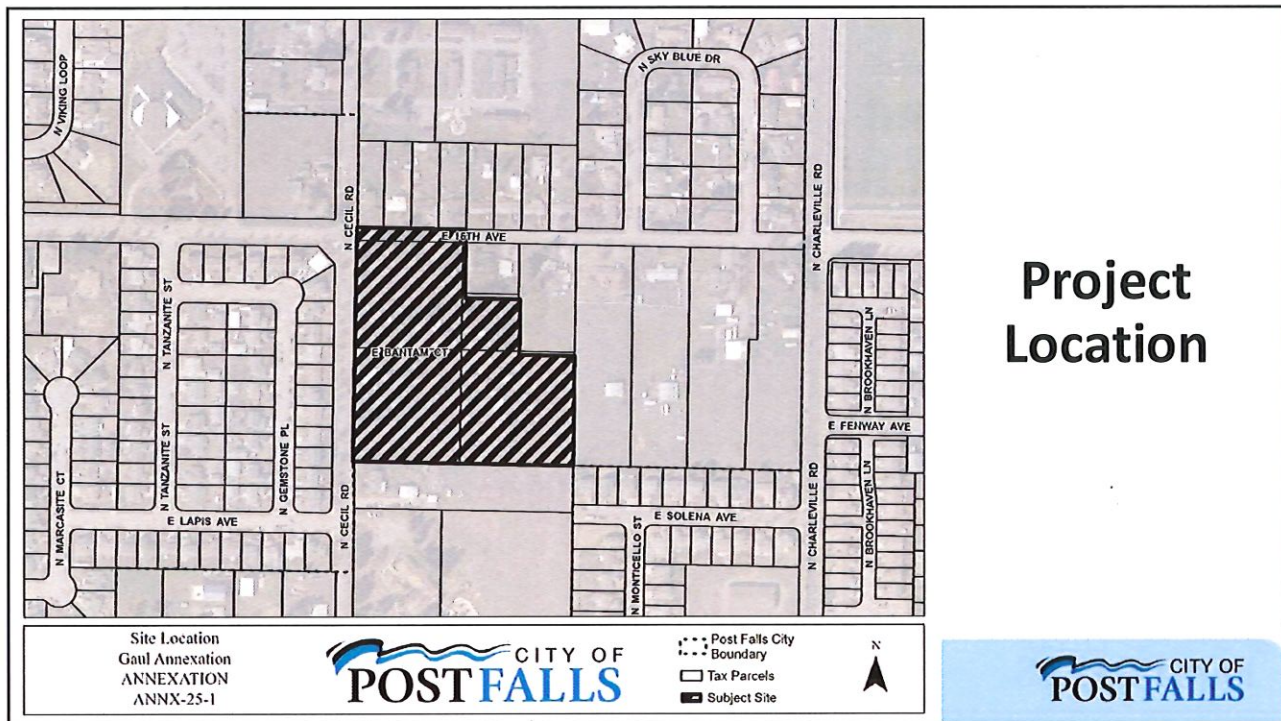 N VIKING LOOP
N SKY BLUE DR
N CECIL RD
N CHARLEVILLE RD
E 16TH AVE
N TANZANITE ST
E BANTAM CT
N BROOKHAVEN LN
E FENWAY AVE
N TANZANITE ST
N GEMSTONE PL
N MARCASITE CT
E LAPIS AVE
N CECIL RD
E SOLENA AVE
N MONTICELLO ST
N CHARLEVILLE RD
N BROOKHAVEN LN
Project
Location
Site Location
Gaul Annexation
ANNEXATION
ANNX-25-1
CITY OF
POST FALLS
Post Falls City
Boundary
Tax Parcels
Subject Site
N
CITY OF
POST FALLS